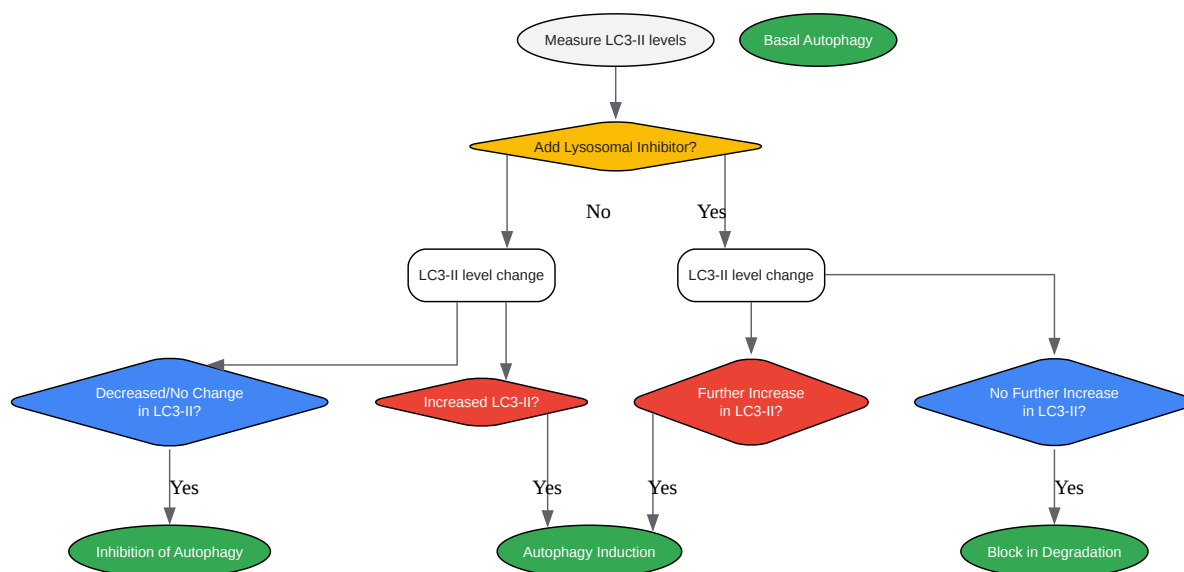 Measure LC3-II levels
Basal Autophagy
Add Lysosomal Inhibitor?
No
Yes
LC3-II level change
LC3-II level change
Decreased/No Change
in LC3-II?
Increased LC3-II?
Further Increase
in LC3-II?
No Further Increase
in LC3-II?
Yes
Yes
Yes
Yes
Inhibition of Autophagy
Autophagy Induction
Block in Degradation